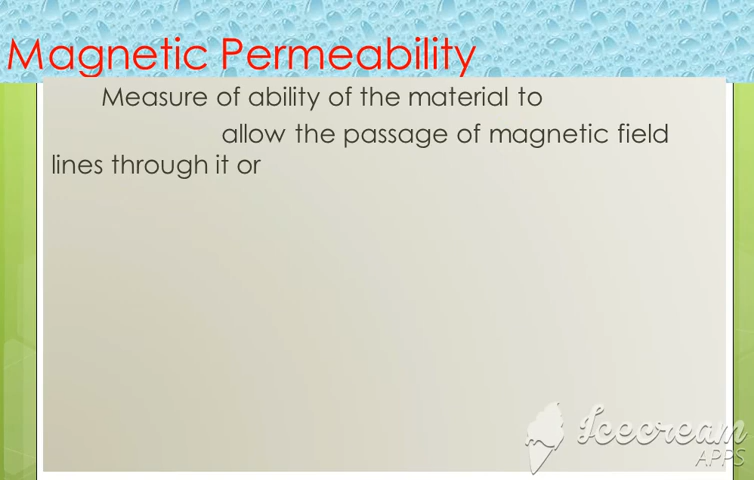 Magnetic Permeability
Measure of ability of the material to
allow the passage of magnetic field
lines through it or
Icecream
APPS